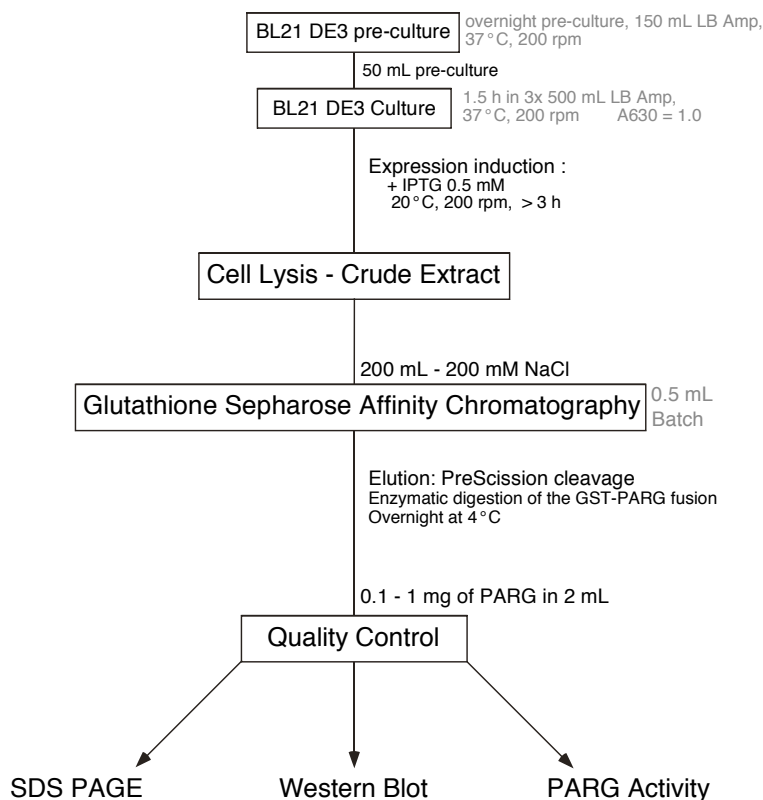 BL21 DE3 pre-culture
overnight pre-culture, 150 mL LB Amp,
37°C, 200 rpm
50 mL pre-culture
BL21 DE3 Culture
1.5 h in 3x 500 mL LB Amp,
37°C, 200 rpm A630 = 1.0
Expression induction :
+ IPTG 0.5 mM
20°C, 200 rpm, > 3 h
Cell Lysis - Crude Extract
200 mL - 200 mM NaCl
Glutathione Sepharose Affinity Chromatography
0.5 mL
Batch
Elution: PreScission cleavage
Enzymatic digestion of the GST-PARG fusion
Overnight at 4°C
0.1 - 1 mg of PARG in 2 mL
Quality Control
SDS PAGE Western Blot PARG Activity